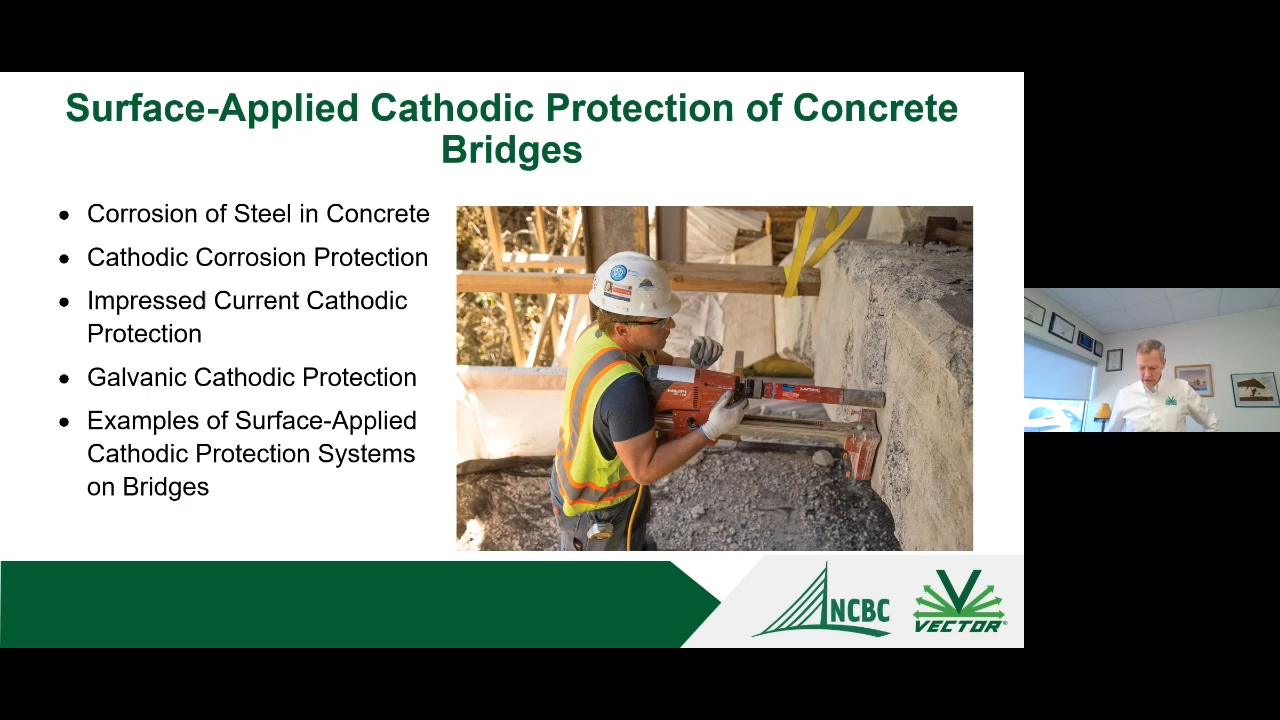 Surface-Applied Cathodic Protection of Concrete
Bridges
● Corrosion of Steel in Concrete
● Cathodic Corrosion Protection
● Impressed Current Cathodic
Protection
● Galvanic Cathodic Protection
● Examples of Surface-Applied
Cathodic Protection Systems
on Bridges
NCBC
VECTOR